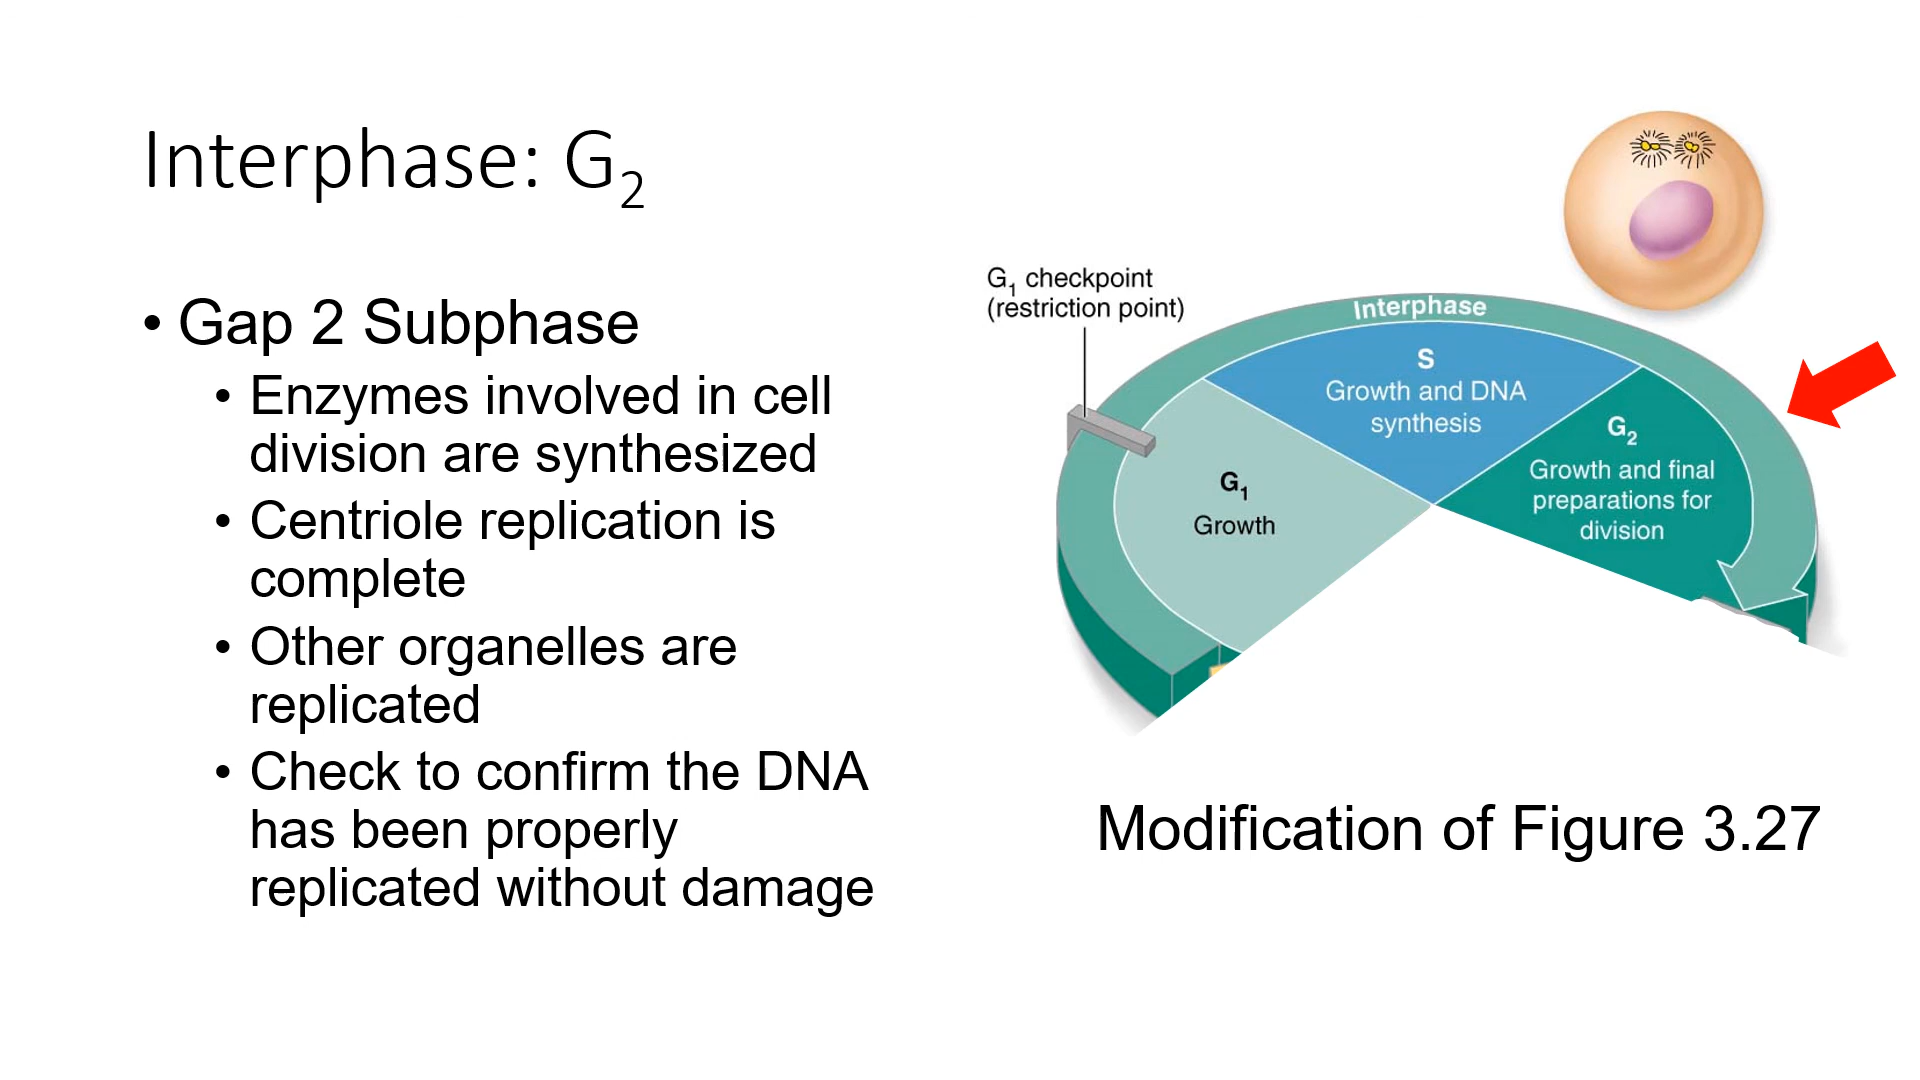 Interphase: G₂
• Gap 2 Subphase
• Enzymes involved in cell
division are synthesized
• Centriole replication is
complete
• Other organelles are
replicated
• Check to confirm the DNA
has been properly
replicated without damage
G₁ checkpoint
(restriction point)
Interphase
S
Growth and DNA
synthesis
G₂
Growth and final
preparations for
division
G₁
Growth
Modification of Figure 3.27